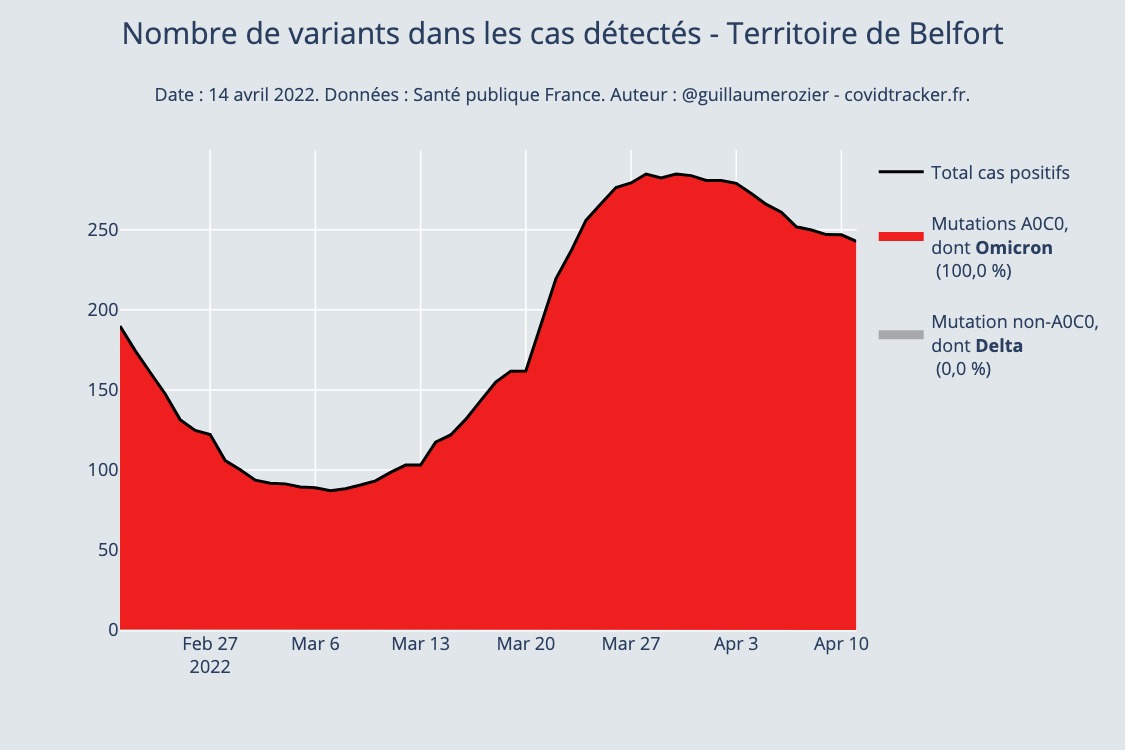 Nombre de variants dans les cas détectés - Territoire de Belfort
Date : 14 avril 2022. Données : Santé publique France. Auteur : @guillaumerozier - covidtracker.fr.
Total cas positifs
Mutations A0C0,
dont Omicron
(100,0 %)
Mutation non-A0C0,
dont Delta
(0,0 %)
250
200
150
100
50
0
Feb 27
2022
Mar 6
Mar 13
Mar 20
Mar 27
Apr 3
Apr 10